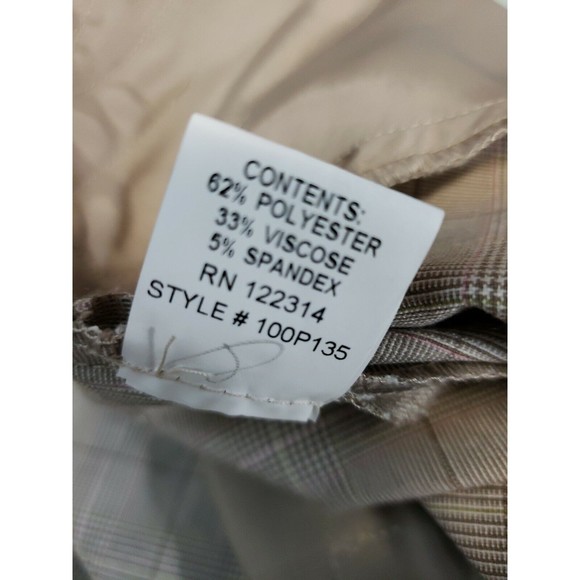 CONTENTS:
62% POLYESTER
33% VISCOSE
5% SPANDEX
RN 122314
STYLE # 100P135